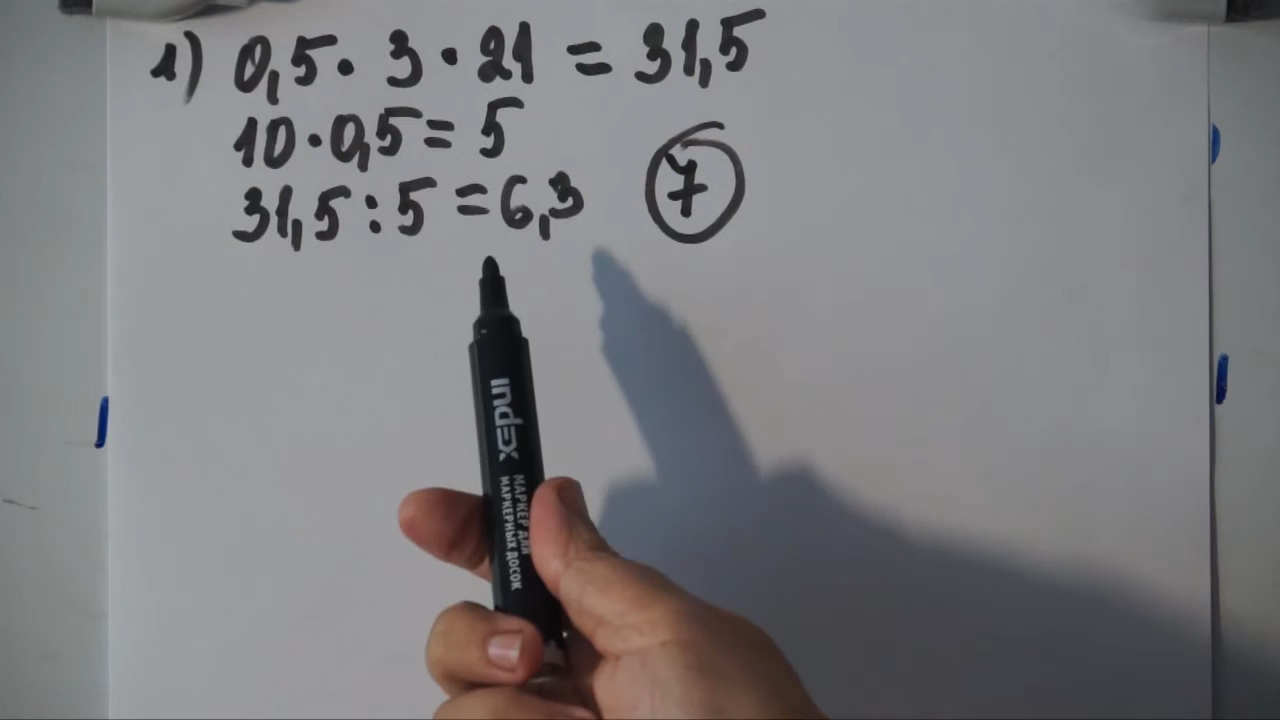 1) 0,5 · 3 · 21 = 31,5
10 · 0,5 = 5
31,5 : 5 = 6,3
7
index
МАРКЕР ДЛЯ
МАРКЕРНЫХ ДОСОК